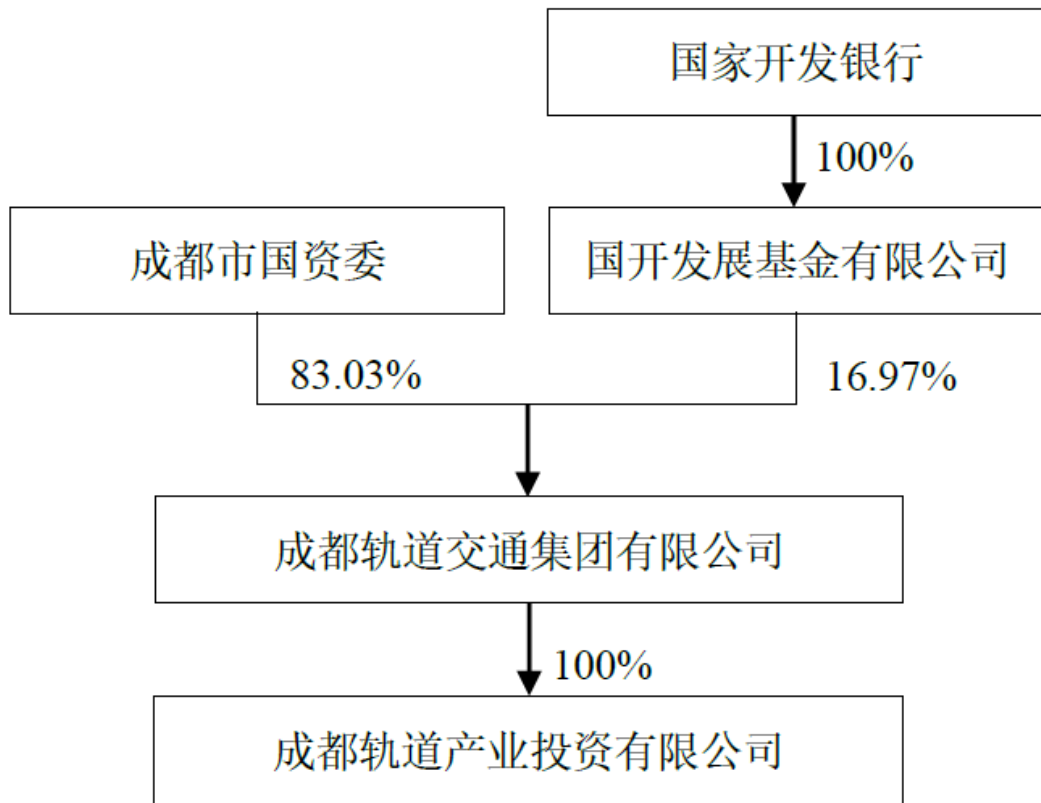 国家开发银行
100%
成都市国资委
国开发展基金有限公司
83.03%
16.97%
成都轨道交通集团有限公司
100%
成都轨道产业投资有限公司